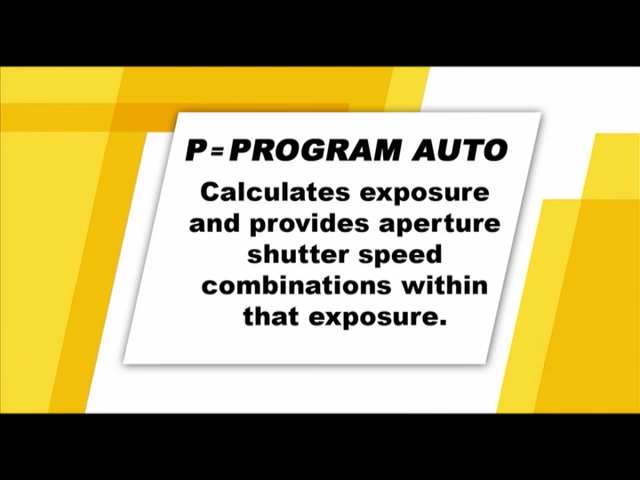 P = PROGRAM AUTO
Calculates exposure
and provides aperture
shutter speed
combinations within
that exposure.